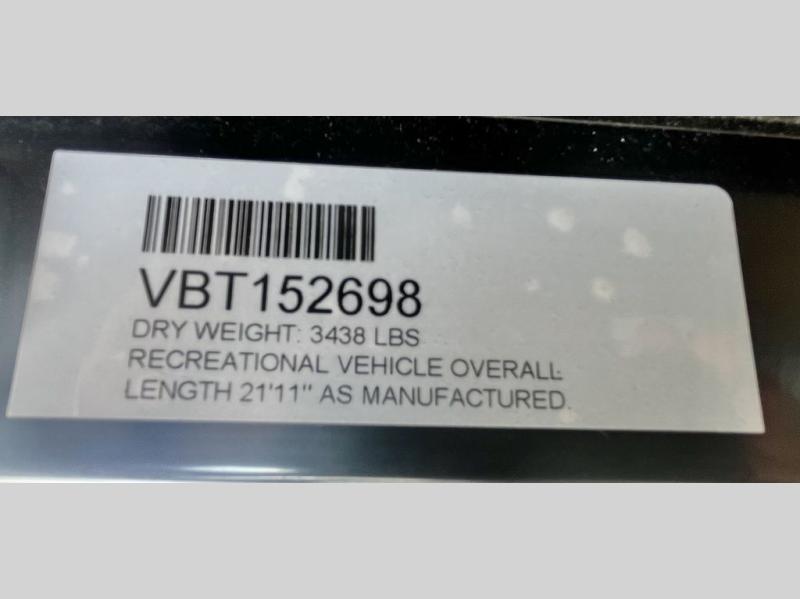 VBT152698
DRY WEIGHT: 3438 LBS
RECREATIONAL VEHICLE OVERALL
LENGTH 21'11" AS MANUFACTURED.